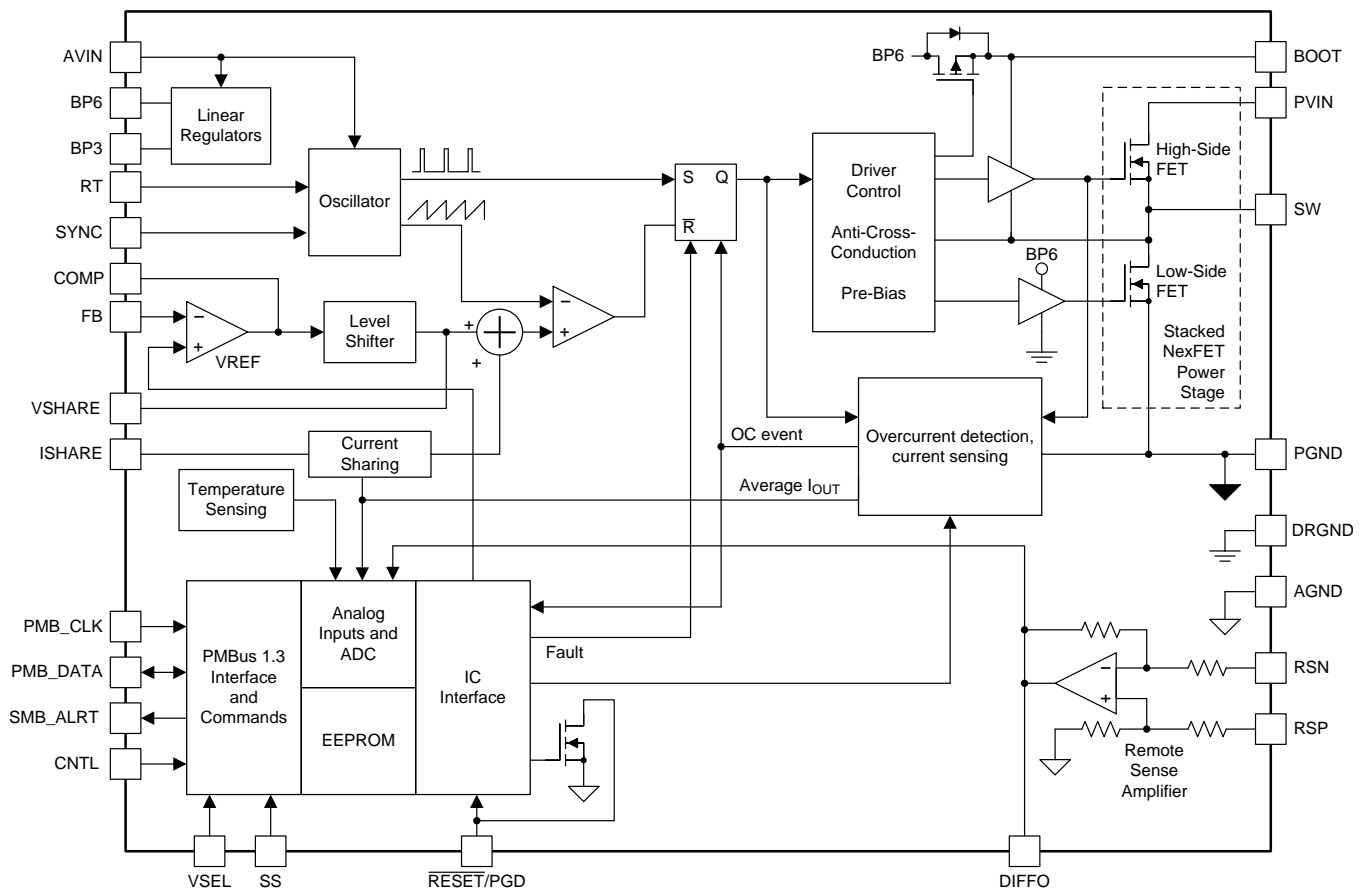 AVIN
BP6
BP3
RT
SYNC
COMP
FB
VSHARE
ISHARE
PMB_CLK
PMB_DATA
SMB_ALRT
CNTL
Linear
Regulators
Oscillator
S Q
R
Level
Shifter
VREF
+
+
−
+
−
+
Current
Sharing
Temperature
Sensing
BP6
Driver
Control
Anti-Cross-
Conduction
Pre-Bias
BP6
High-Side
FET
Low-Side
FET
Stacked
NexFET
Power
Stage
OC event
Average IOUT
Overcurrent detection,
current sensing
PMBus 1.3
Interface
and
Commands
Analog
Inputs and
ADC
EEPROM
IC
Interface
Fault
−
+
Remote
Sense
Amplifier
BOOT
PVIN
SW
PGND
DRGND
AGND
RSN
RSP
VSEL
SS
RESET/PGD
DIFFO